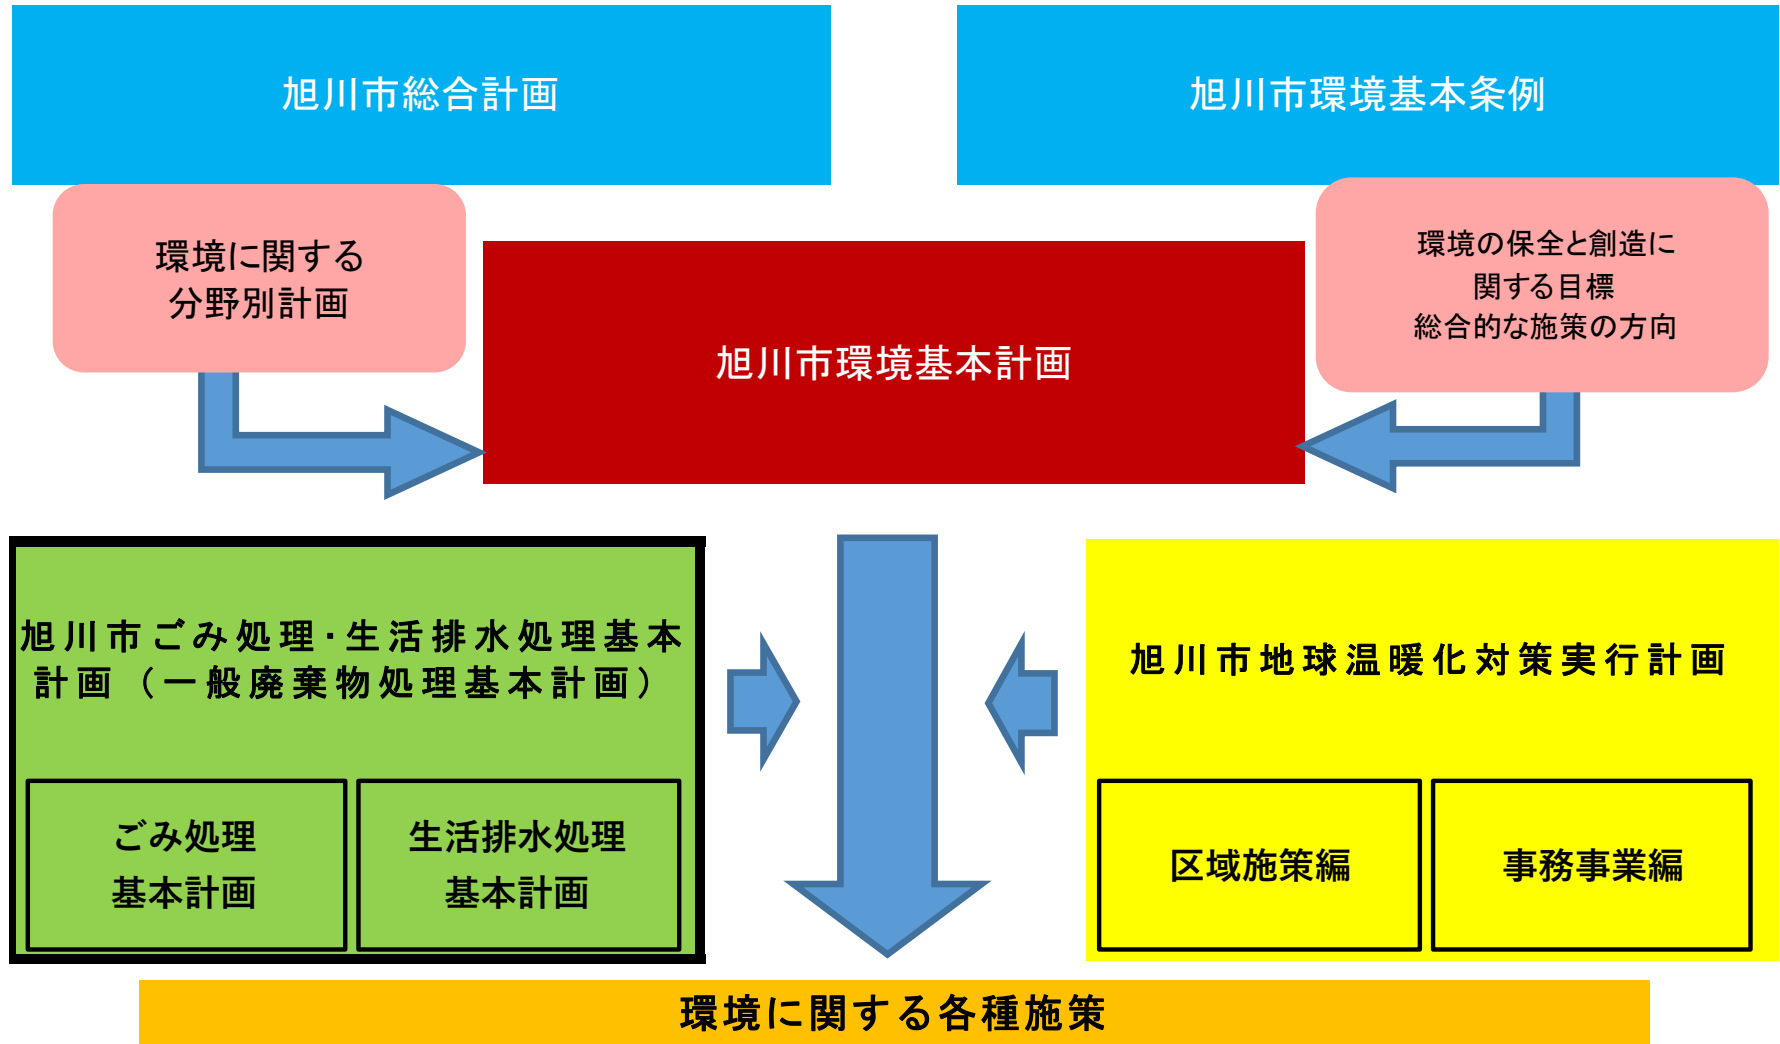 旭川市総合計画
旭川市環境基本条例
環境に関する
分野別計画
環境の保全と創造に
関する目標
総合的な施策の方向
旭川市環境基本計画
旭川市ごみ処理・生活排水処理基本
計画（一般廃棄物処理基本計画）
ごみ処理
基本計画
生活排水処理
基本計画
旭川市地球温暖化対策実行計画
区域施策編
事務事業編
環境に関する各種施策